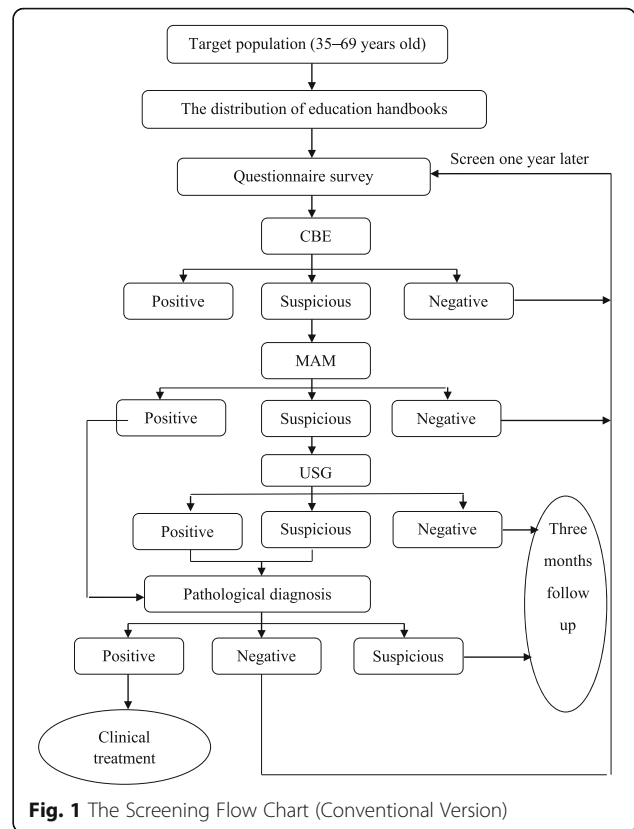 Target population (35–69 years old)
The distribution of education handbooks
Screen one year later
Questionnaire survey
CBE
Positive
Suspicious
Negative
MAM
Positive
Suspicious
Negative
USG
Positive
Suspicious
Negative
Three
months
follow
up
Pathological diagnosis
Positive
Negative
Suspicious
Clinical
treatment
Fig. 1 The Screening Flow Chart (Conventional Version)